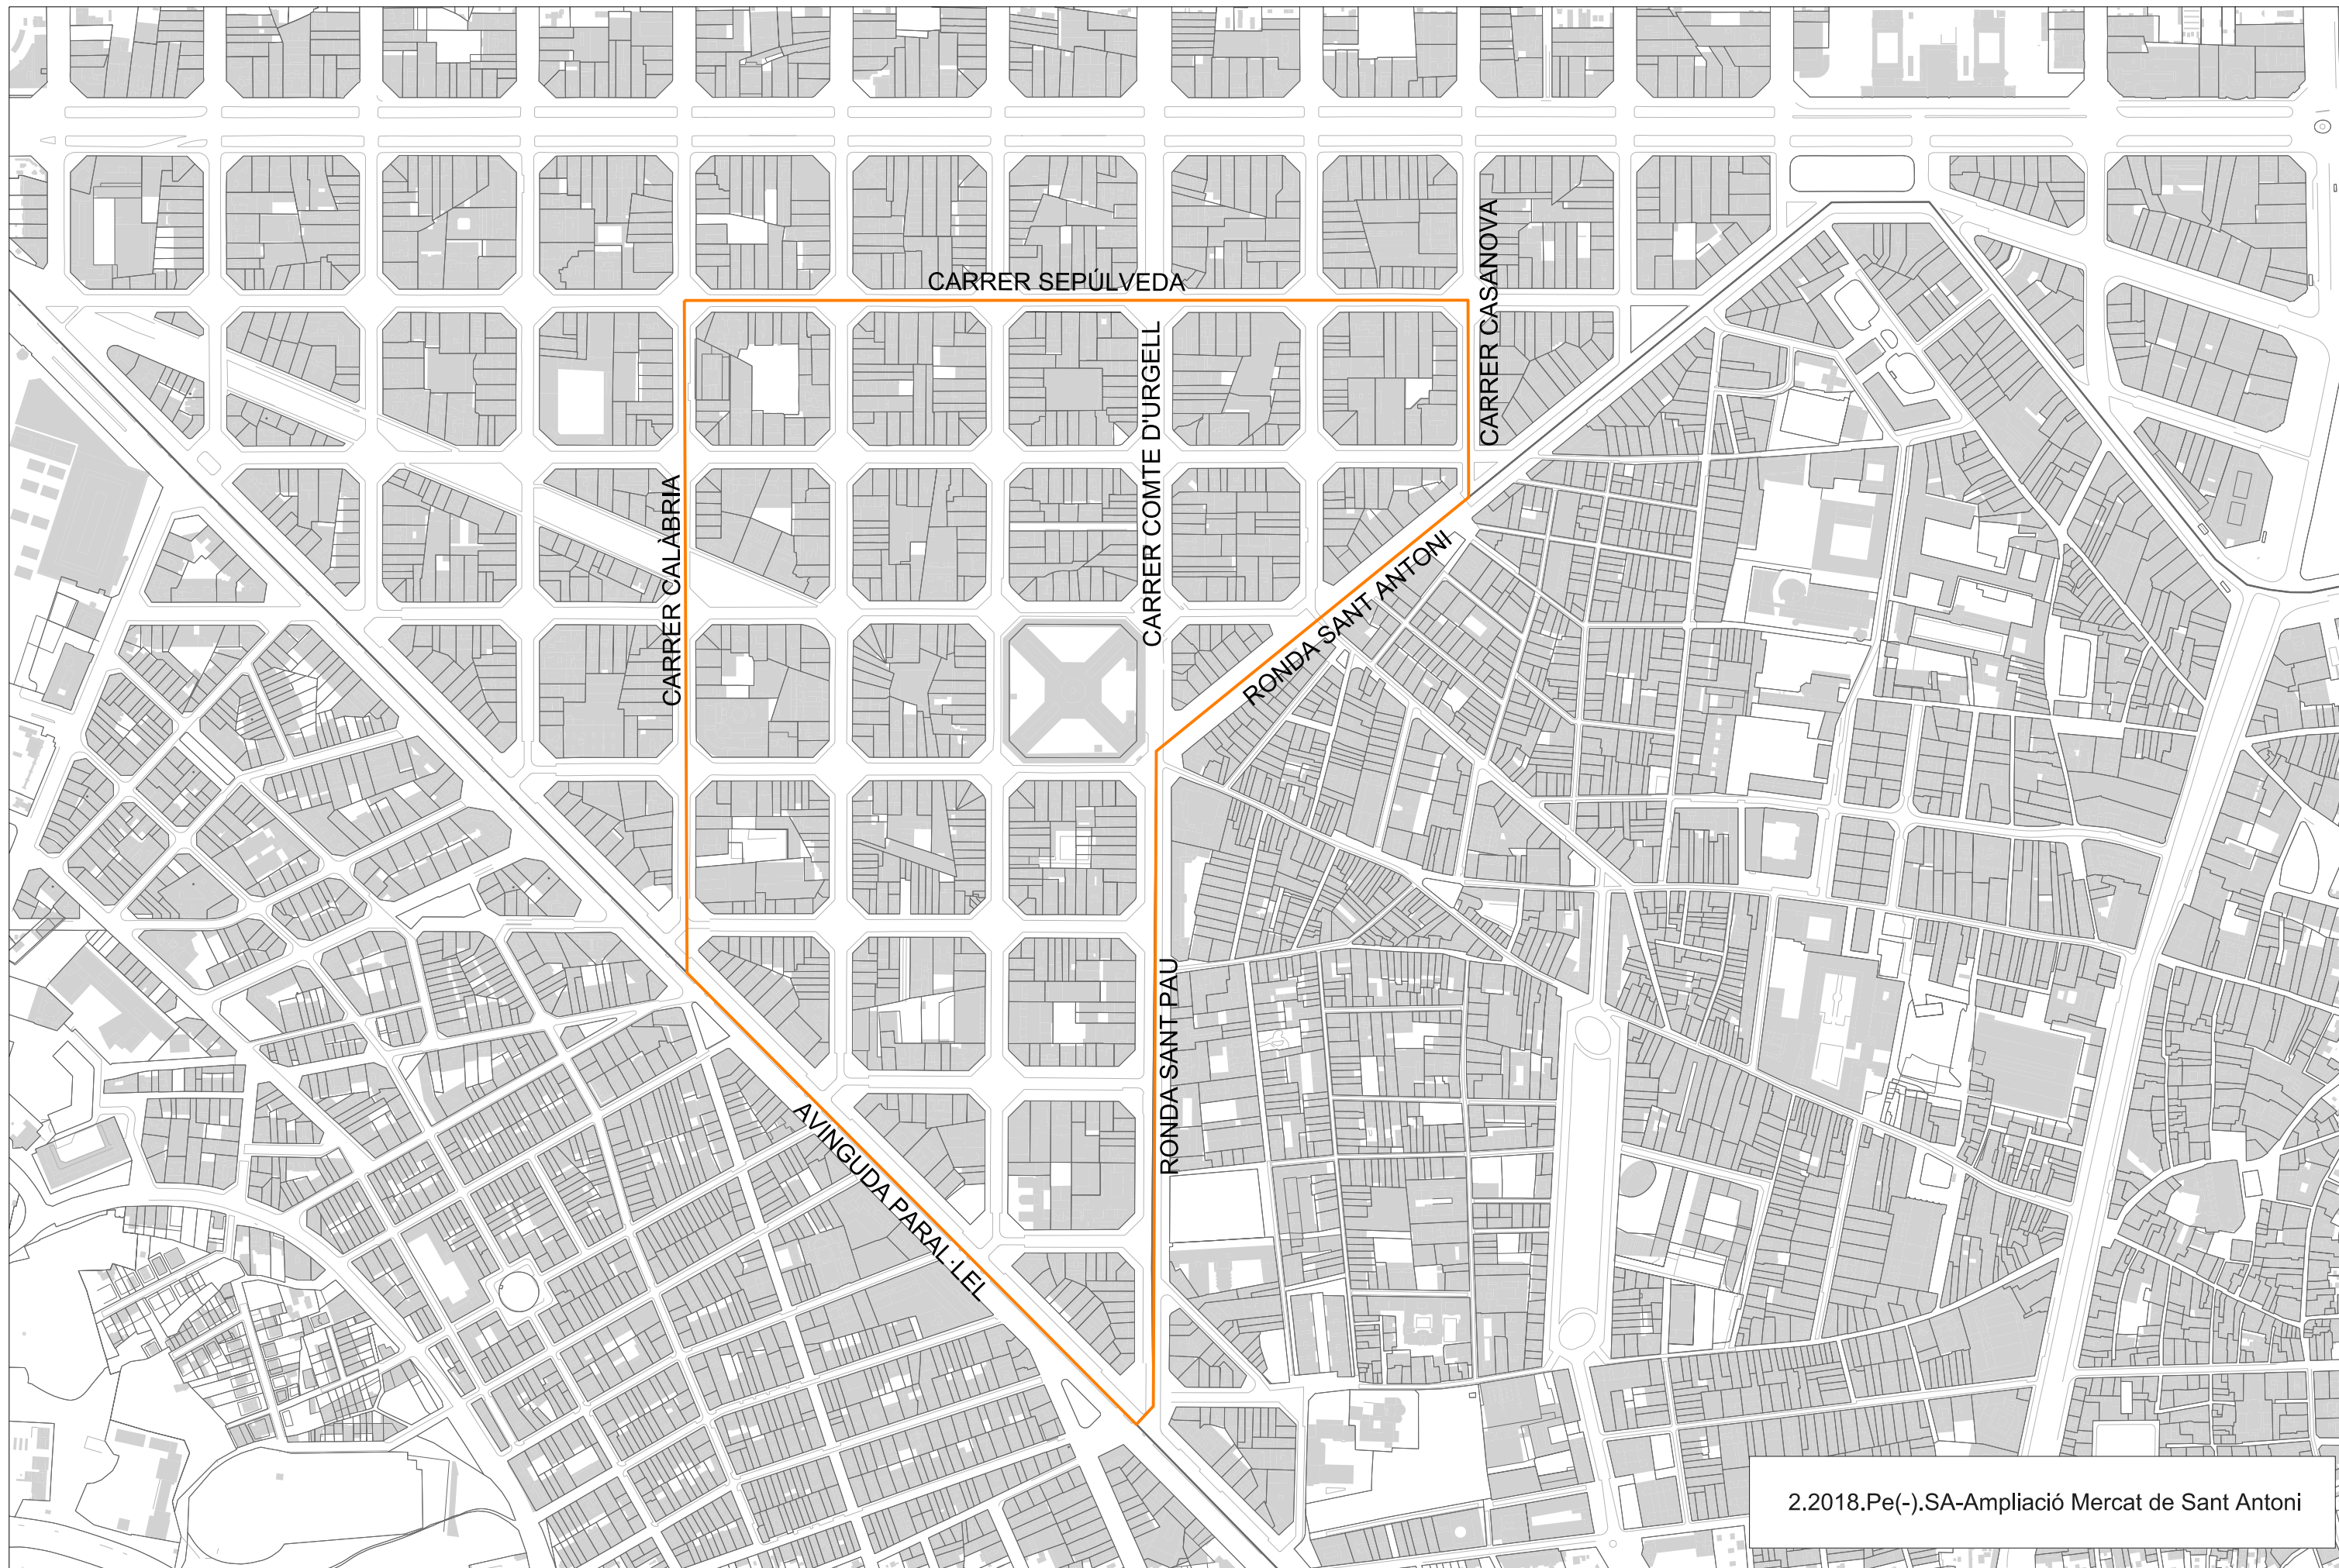 CARRER SEPÚLVEDA
CARRER CASANOVA
CARRER COMTE D'URGELL
CARRER CALÀBRIA
RONDA SANT ANTONI
RONDA SANT PAU
AVINGUDA PARAL·LEL
2.2018.Pe(-).SA-Ampliació Mercat de Sant Antoni